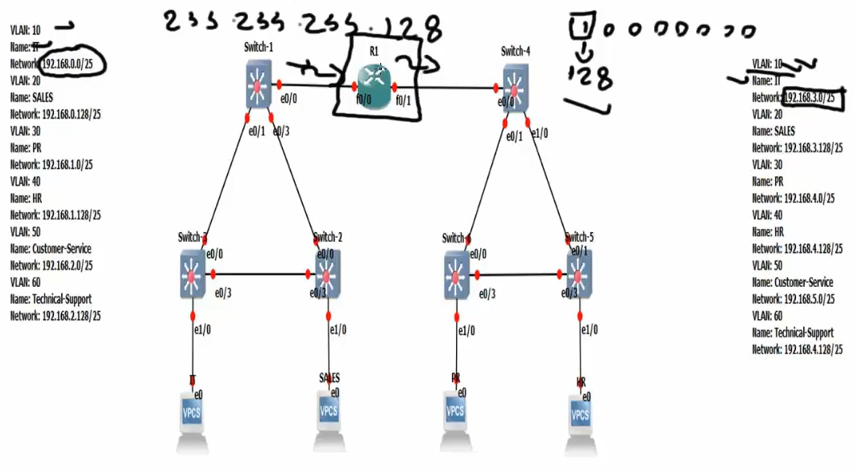 255.255.255.128
1 0 0 0 0 0 0 0
128
VLAN: 10
Name: IT
Network: 192.168.0.0/25
VLAN: 20
Name: SALES
Network: 192.168.0.128/25
VLAN: 30
Name: PR
Network: 192.168.1.0/25
VLAN: 40
Name: HR
Network: 192.168.1.128/25
VLAN: 50
Name: Customer-Service
Network: 192.168.2.0/25
VLAN: 60
Name: Technical-Support
Network: 192.168.2.128/25
Switch-1
R1
Switch-4
e0/0
f0/0
f0/1
e0/0
e0/1
e0/3
e0/1
e1/0
Switch-3
e0/0
Switch-2
e0/0
e0/3
e0/3
e0/0
Switch-5
e0/1
e0/3
e0/3
e1/0
e1/0
e1/0
e1/0
IT
e0
SALES
e0
PR
e0
HR
e0
VPCS
VPCS
VPCS
VPCS
VLAN: 10
Name: IT
Network: 192.168.3.0/25
VLAN: 20
Name: SALES
Network: 192.168.3.128/25
VLAN: 30
Name: PR
Network: 192.168.4.0/25
VLAN: 40
Name: HR
Network: 192.168.4.128/25
VLAN: 50
Name: Customer-Service
Network: 192.168.5.0/25
VLAN: 60
Name: Technical-Support
Network: 192.168.4.128/25